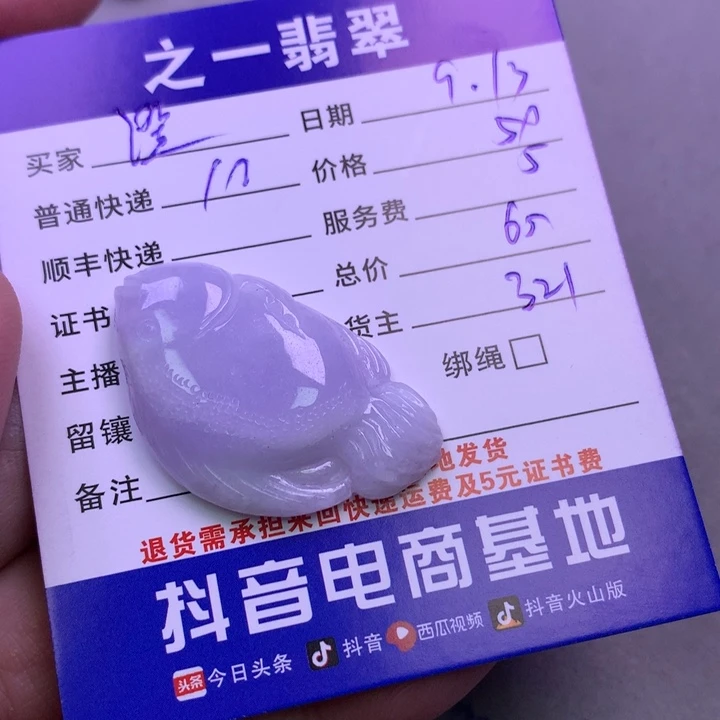 之一翡翠
买家 日期 9.13
普通快递 10 价格 50
顺丰快递 服务费 5
证书 总价 65
主播 货主 321
留镶 绑绳
备注
地发货
退货需承担来回快递运费及5元证书费
抖音电商基地
头条 今日头条 抖音 西瓜视频 抖音火山版